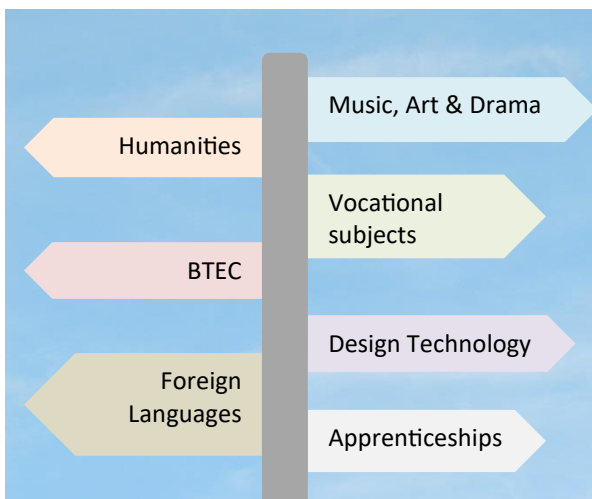 Music, Art & Drama
Humanities
Vocational
subjects
BTEC
Design Technology
Foreign
Languages
Apprenticeships